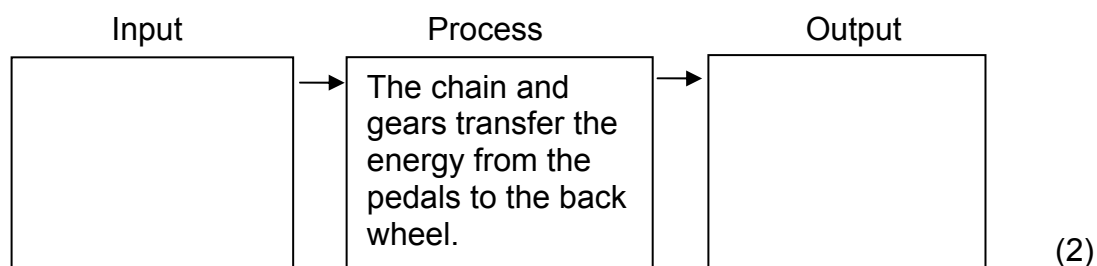 Input Process Output
The chain and
gears transfer the
energy from the
pedals to the back
wheel.
(2)